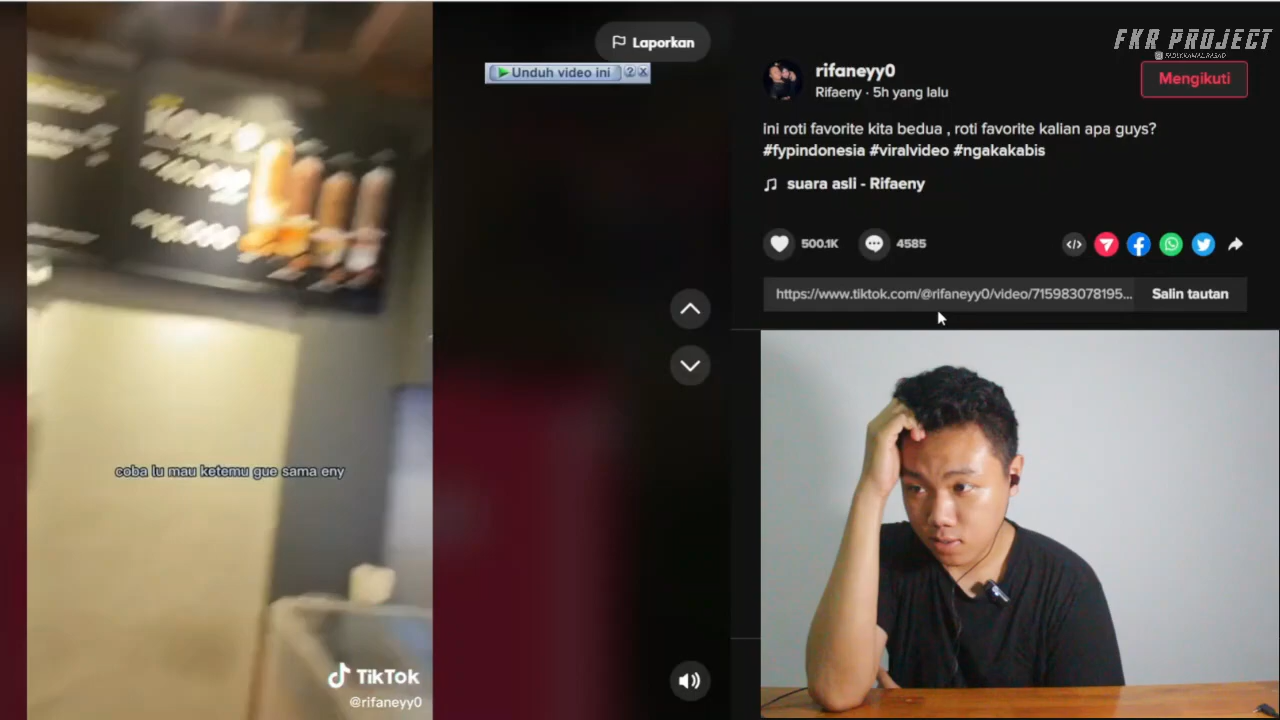 FKR PROJECT
Laporkan
Unduh video ini
rifaneyy0
Rifaeny · 5h yang lalu
Mengikuti
ini roti favorite kita bedua , roti favorite kalian apa guys?
#fypindonesia #viralvideo #ngakakabis
suara asli - Rifaeny
500.1K
4585
https://www.tiktok.com/@rifaneyy0/video/715983078195...
Salin tautan
coba lu mau ketemu gue sama eny
TikTok
@rifaneyy0